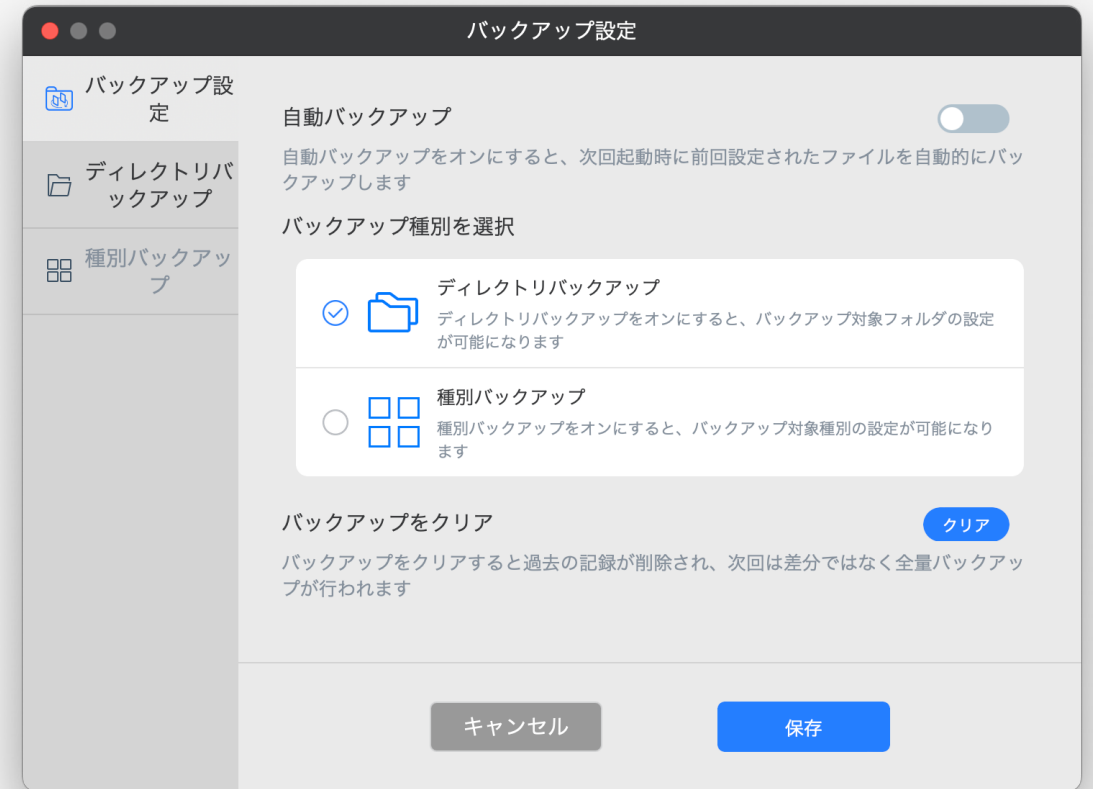 バックアップ設定
バックアップ設
定
ディレクトリバ
ックアップ
種別バックアッ
プ
自動バックアップ
自動バックアップをオンにすると、次回起動時に前回設定されたファイルを自動的にバッ
クアップします
バックアップ種別を選択
ディレクトリバックアップ
ディレクトリバックアップをオンにすると、バックアップ対象フォルダの設定
が可能になります
種別バックアップ
種別バックアップをオンにすると、バックアップ対象種別の設定が可能になり
ます
バックアップをクリア
クリア
バックアップをクリアすると過去の記録が削除され、次回は差分ではなく全量バックアッ
プが行われます
キャンセル
保存